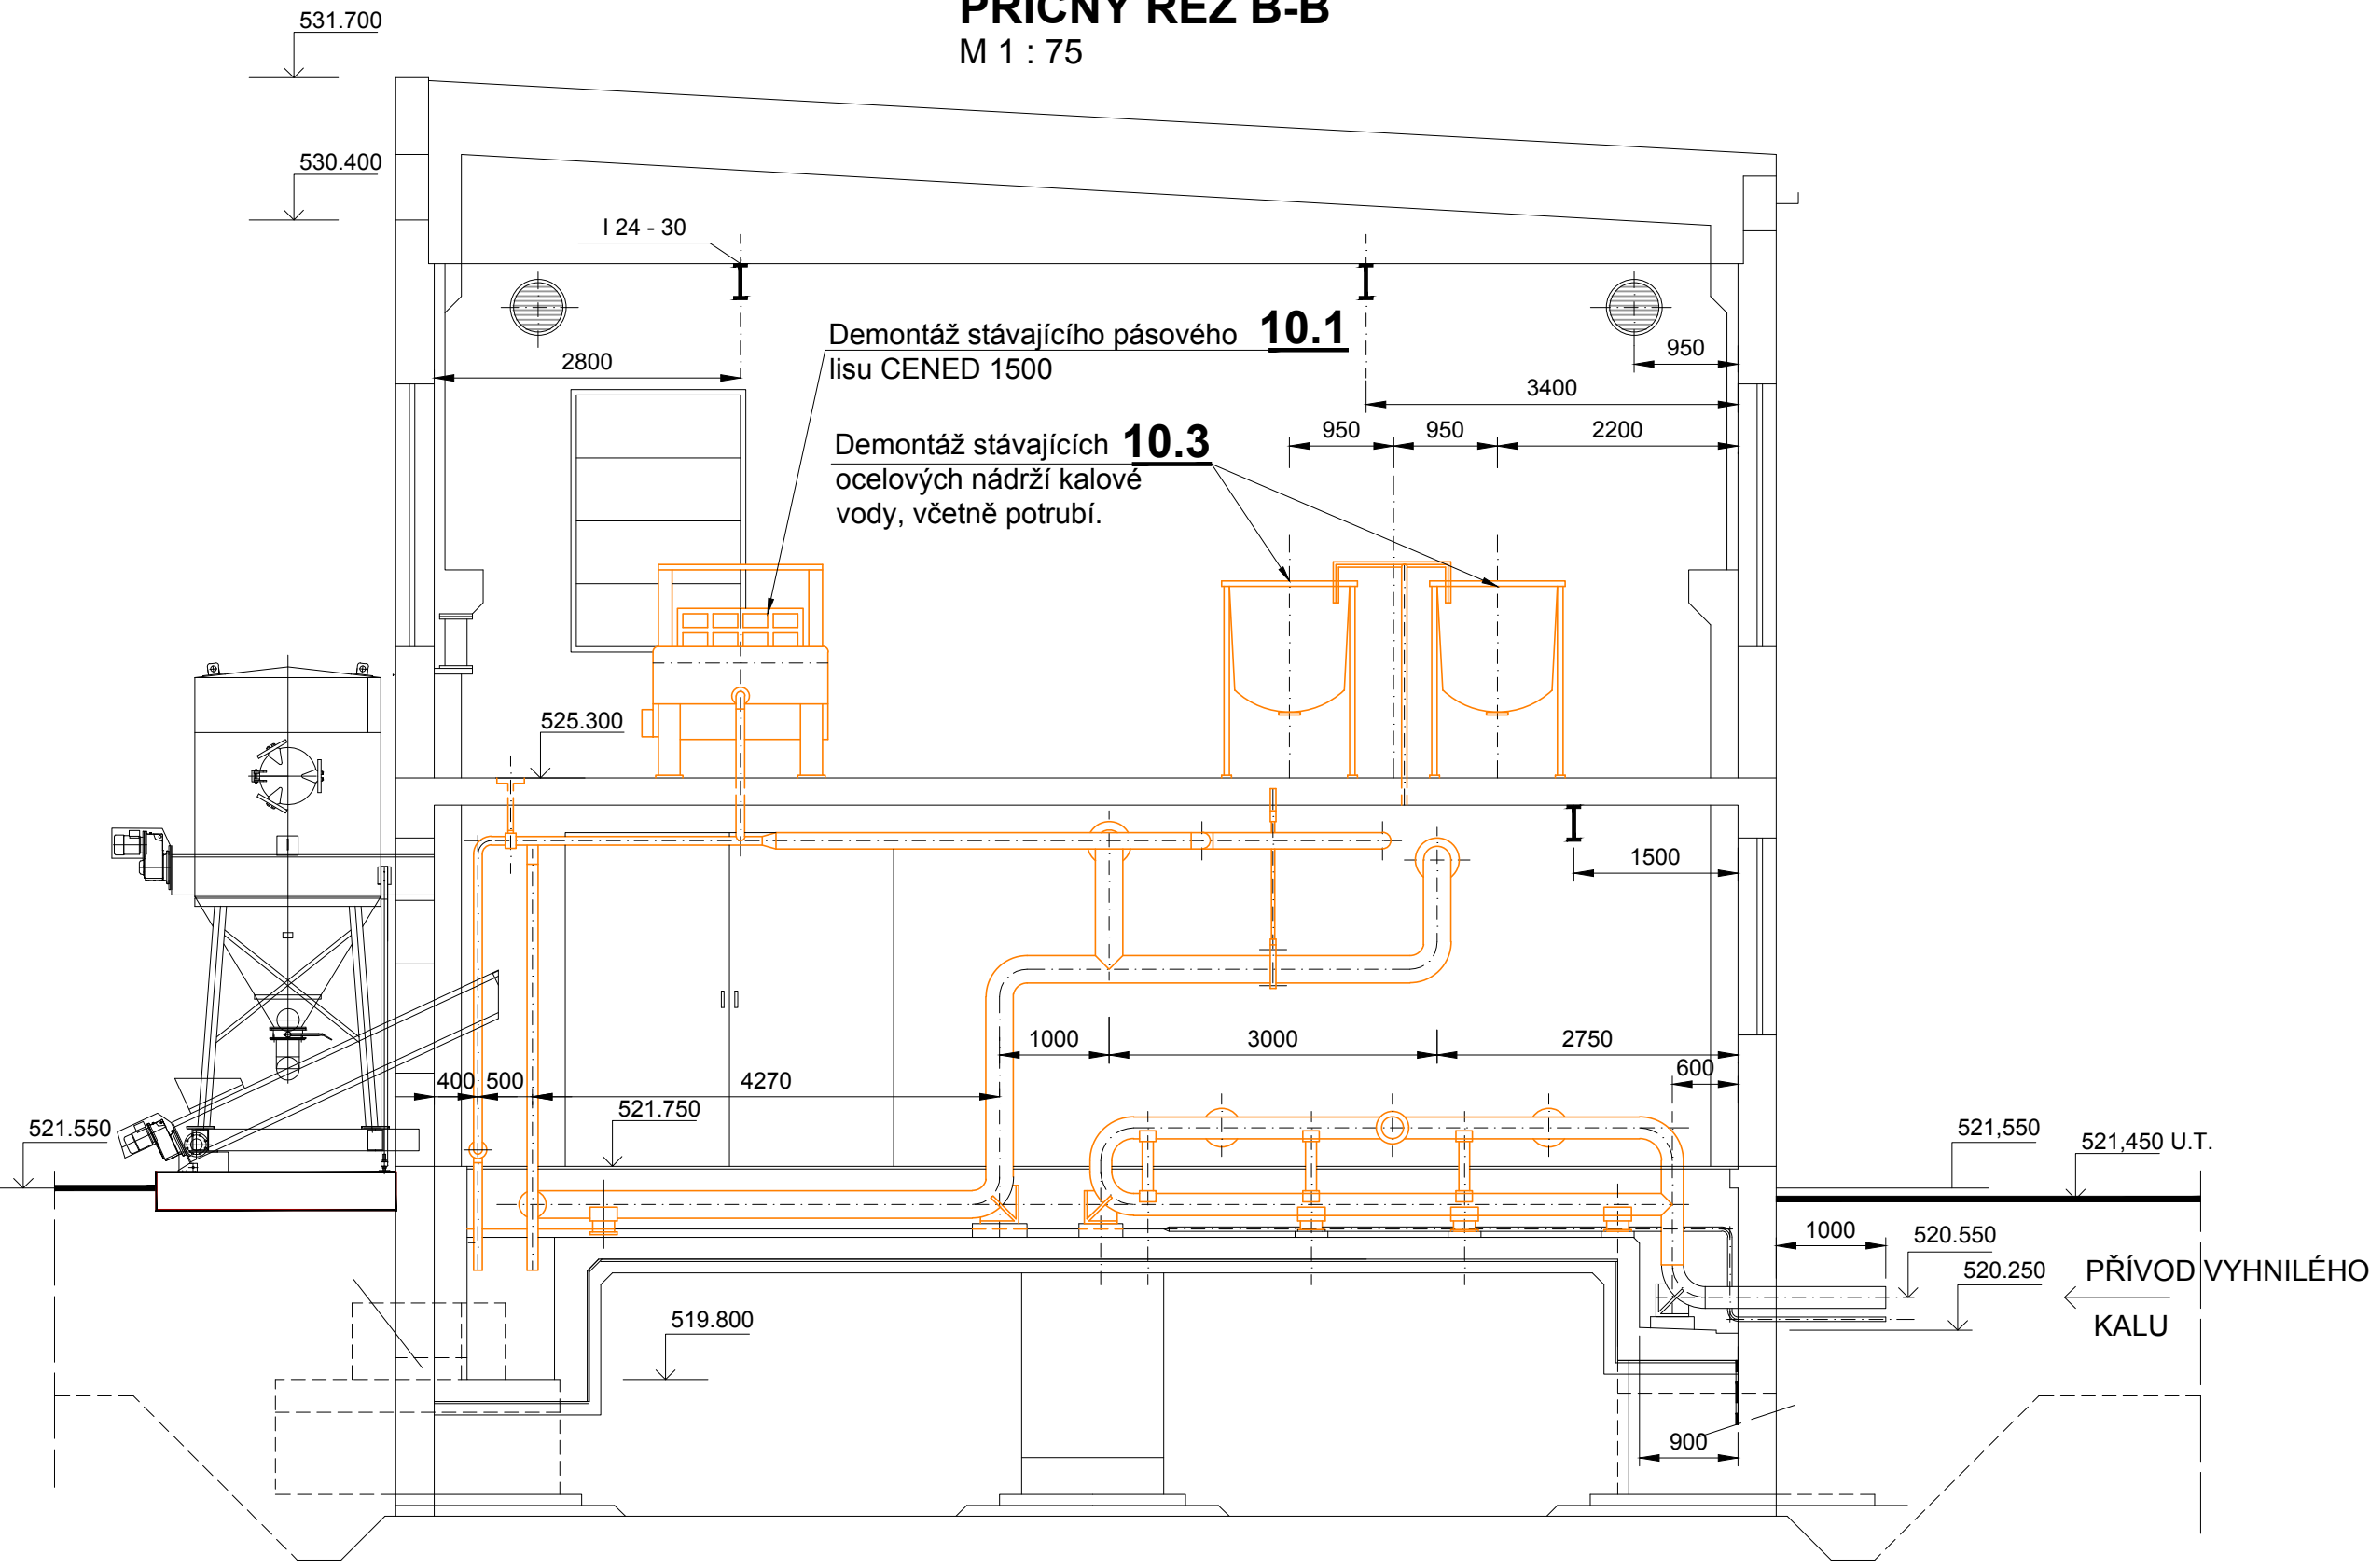 PŘÍČNÝ ŘEZ B-B
M 1 : 75
531.700
530.400
I 24 - 30
Demontáž stávajícího pásového 10.1
lisu CENED 1500
2800
950
3400
950 950 2200
Demontáž stávajících 10.3
ocelových nádrží kalové
vody, včetně potrubí.
525.300
1500
1000 3000 2750
600
400 500 4270
521.750
521.550
521,550
521,450 U.T.
1000
520.550
520.250
PŘÍVOD VYHNILÉHO
KALU
519.800
900